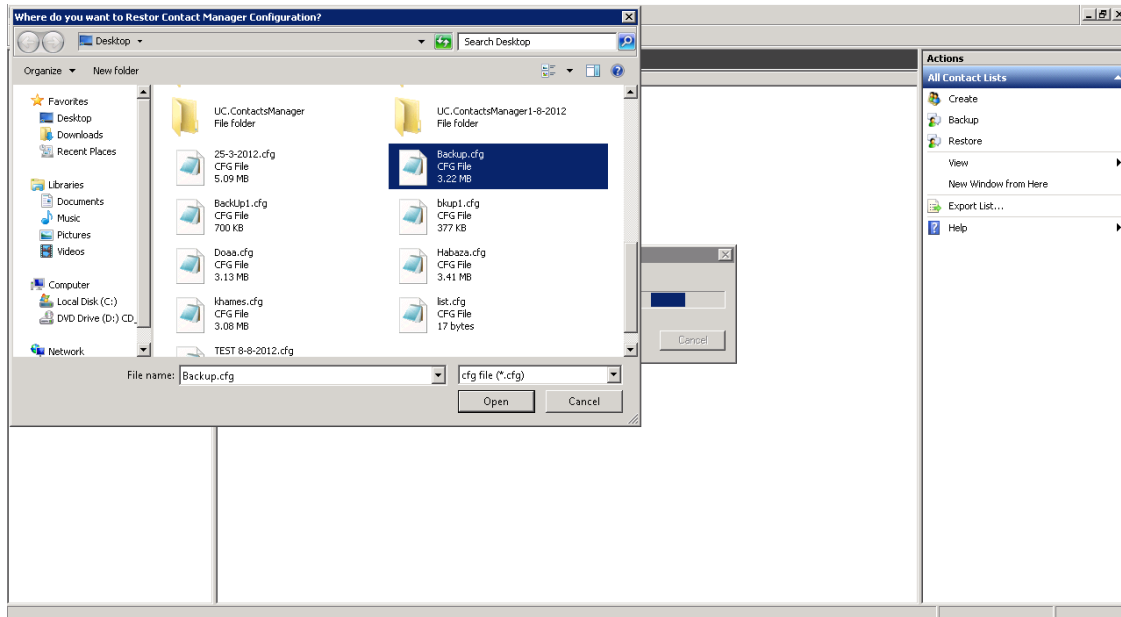 Where do you want to Restor Contact Manager Configuration?
Desktop
Search Desktop
Organize
New folder
Favorites
Desktop
Downloads
Recent Places
Libraries
Documents
Music
Pictures
Videos
Computer
Local Disk (C:)
DVD Drive (D:) CD_
Network
UC.ContactsManager
File folder
UC.ContactsManager1-8-2012
File folder
25-3-2012.cfg
CFG File
5.09 MB
Backup.cfg
CFG File
3.22 MB
BackUp1.cfg
CFG File
700 KB
bkup1.cfg
CFG File
377 KB
Doaa.cfg
CFG File
3.13 MB
Habaza.cfg
CFG File
3.41 MB
khames.cfg
CFG File
3.08 MB
list.cfg
CFG File
17 bytes
TEST 8-8-2012.cfg
File name: Backup.cfg
cfg file (*.cfg)
Open
Cancel
Cancel
Actions
All Contact Lists
Create
Backup
Restore
View
New Window from Here
Export List...
Help